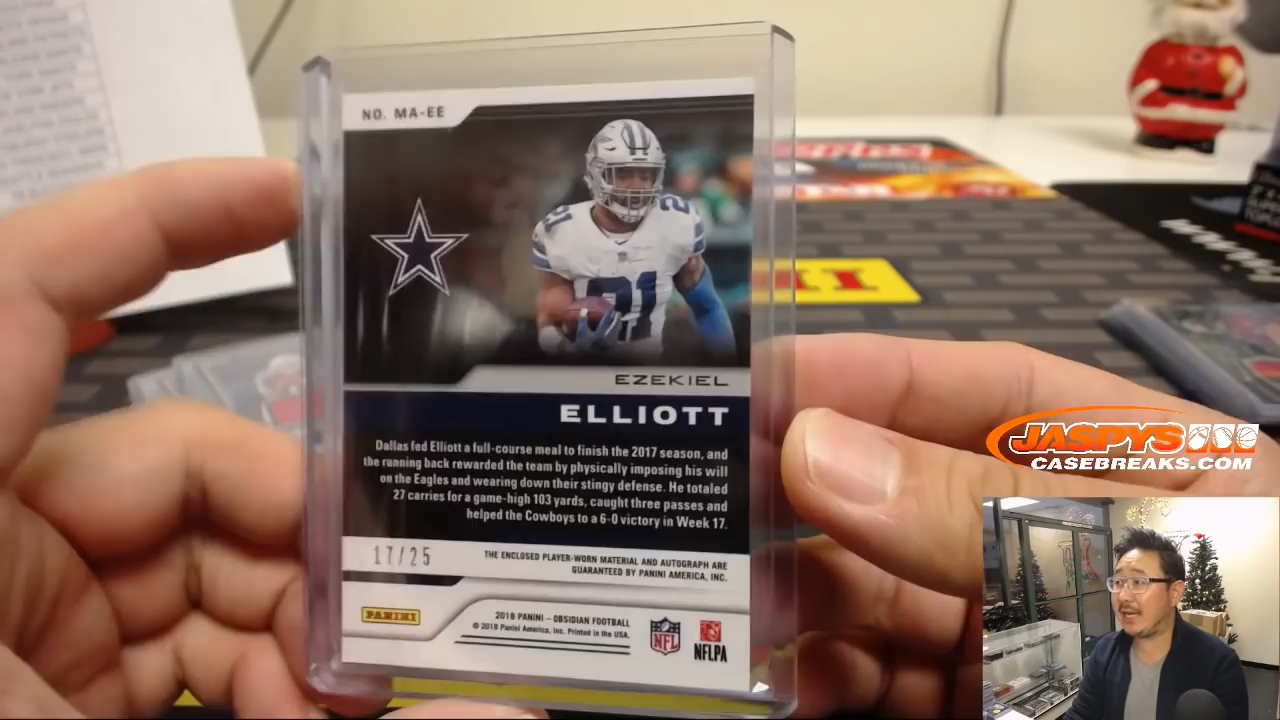 NO. MA-EE
21
21
EZEKIEL
ELLIOTT
Dallas fed Elliott a full-course meal to finish the 2017 season, and
the running back rewarded the team by physically imposing his will
on the Eagles and wearing down their stingy defense. He totaled
27 carries for a game-high 103 yards, caught three passes and
helped the Cowboys to a 6-0 victory in Week 17.
17/25
THE ENCLOSED PLAYER-WORN MATERIAL AND AUTOGRAPH ARE
GUARANTEED BY PANINI AMERICA, INC.
PANINI
2018 PANINI – OBSIDIAN FOOTBALL
© 2018 Panini America, Inc. Printed in the USA.
NFL
NFLPA
JASPYS
CASEBREAKS.COM